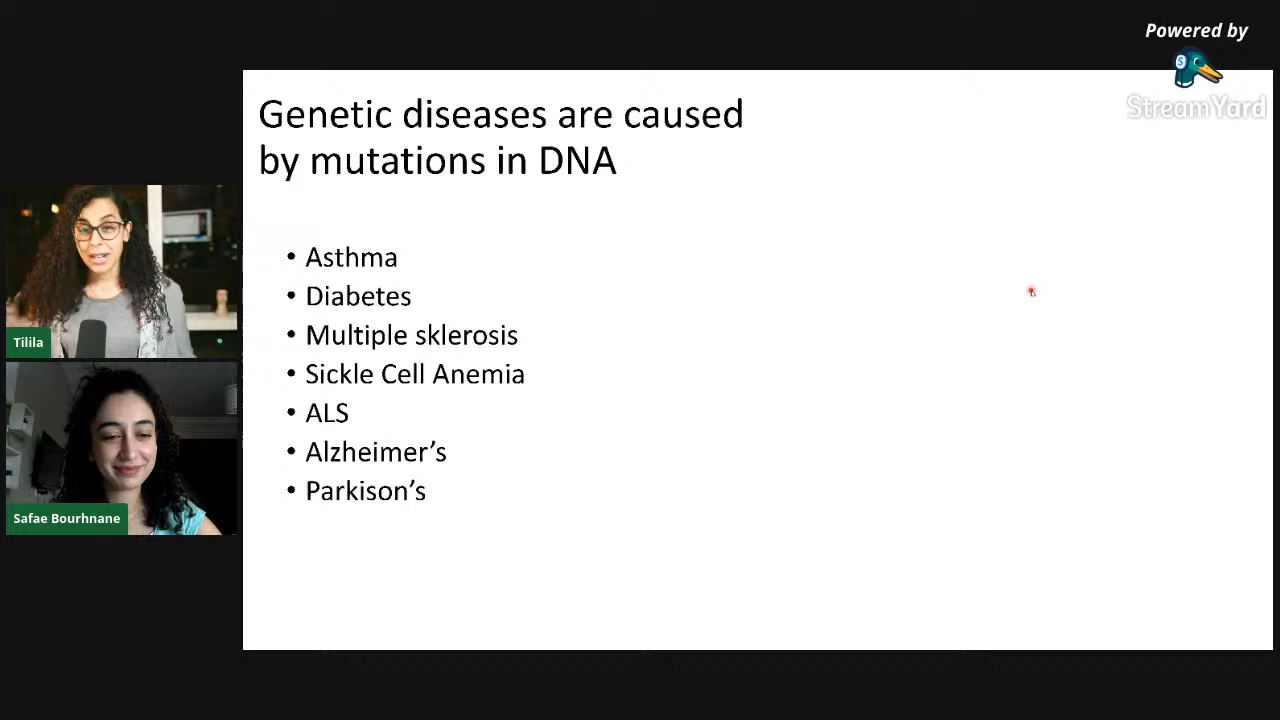 Powered by
StreamYard
Genetic diseases are caused
by mutations in DNA
• Asthma
• Diabetes
• Multiple sklerosis
• Sickle Cell Anemia
• ALS
• Alzheimer’s
• Parkison’s
Tilila
Safae Bourhnane